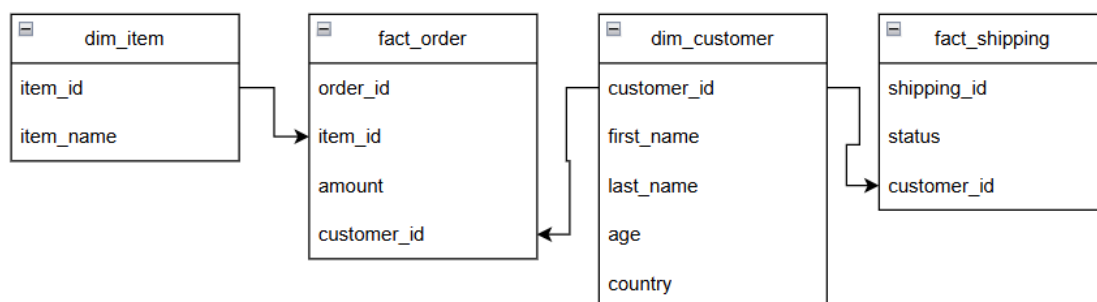 dim_item
item_id
item_name
fact_order
order_id
item_id
amount
customer_id
dim_customer
customer_id
first_name
last_name
age
country
fact_shipping
shipping_id
status
customer_id